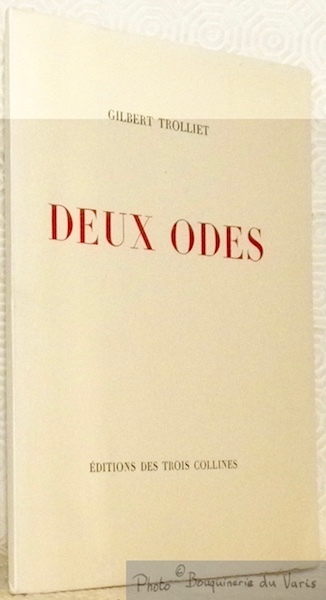 GILBERT TROLLIET
DEUX ODES
ÉDITIONS DES TROIS COLLINES
Photo © Bouquinerie du Varis